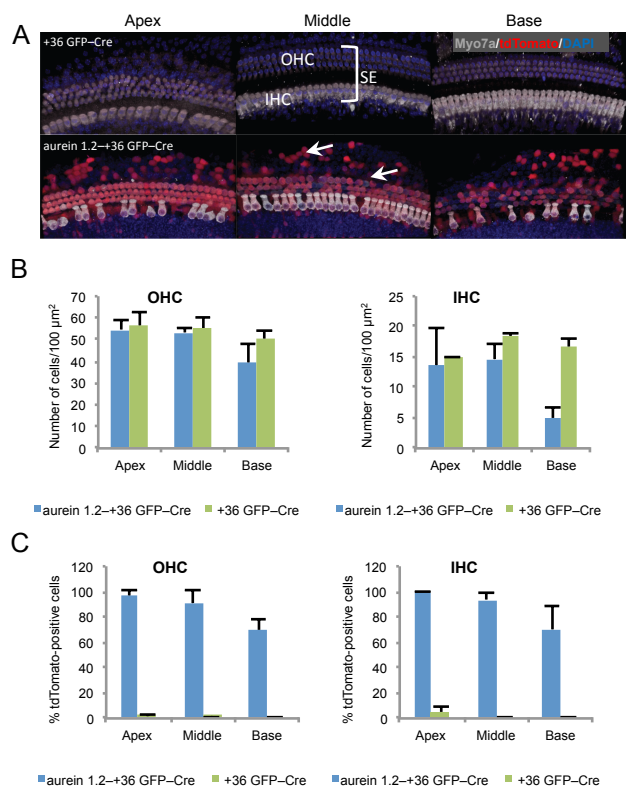 Apex Middle Base
A
+36 GFP–Cre
Myo7a/tdTomato/DAPI
OHC
SE
IHC
aurein 1.2–+36 GFP–Cre
B
OHC
Number of cells/100 µm2
70
60
50
40
30
20
10
0
Apex Middle Base
aurein 1.2–+36 GFP–Cre +36 GFP–Cre
IHC
Number of cells/100 µm2
25
20
15
10
5
0
Apex Middle Base
aurein 1.2–+36 GFP–Cre +36 GFP–Cre
C
OHC
% tdTomato-positive cells
120
100
80
60
40
20
0
Apex Middle Base
aurein 1.2–+36 GFP–Cre +36 GFP–Cre
IHC
% tdTomato-positive cells
120
100
80
60
40
20
0
Apex Middle Base
aurein 1.2–+36 GFP–Cre +36 GFP–Cre